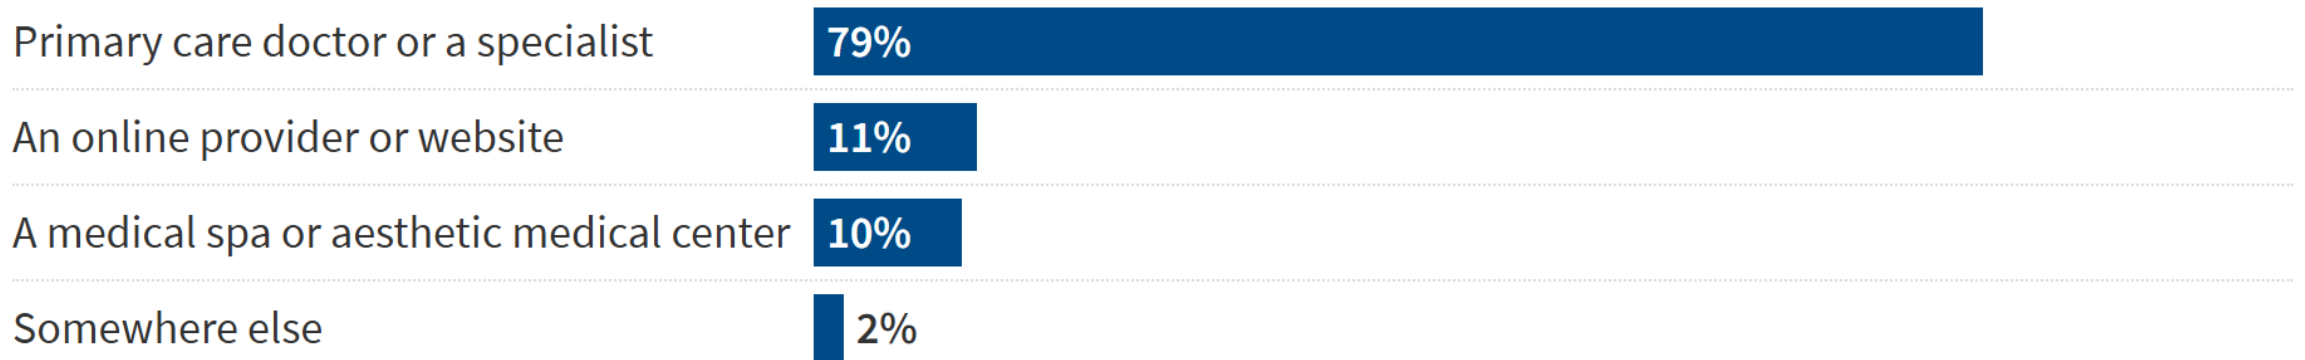 Primary care doctor or a specialist 79%
An online provider or website 11%
A medical spa or aesthetic medical center 10%
Somewhere else 2%